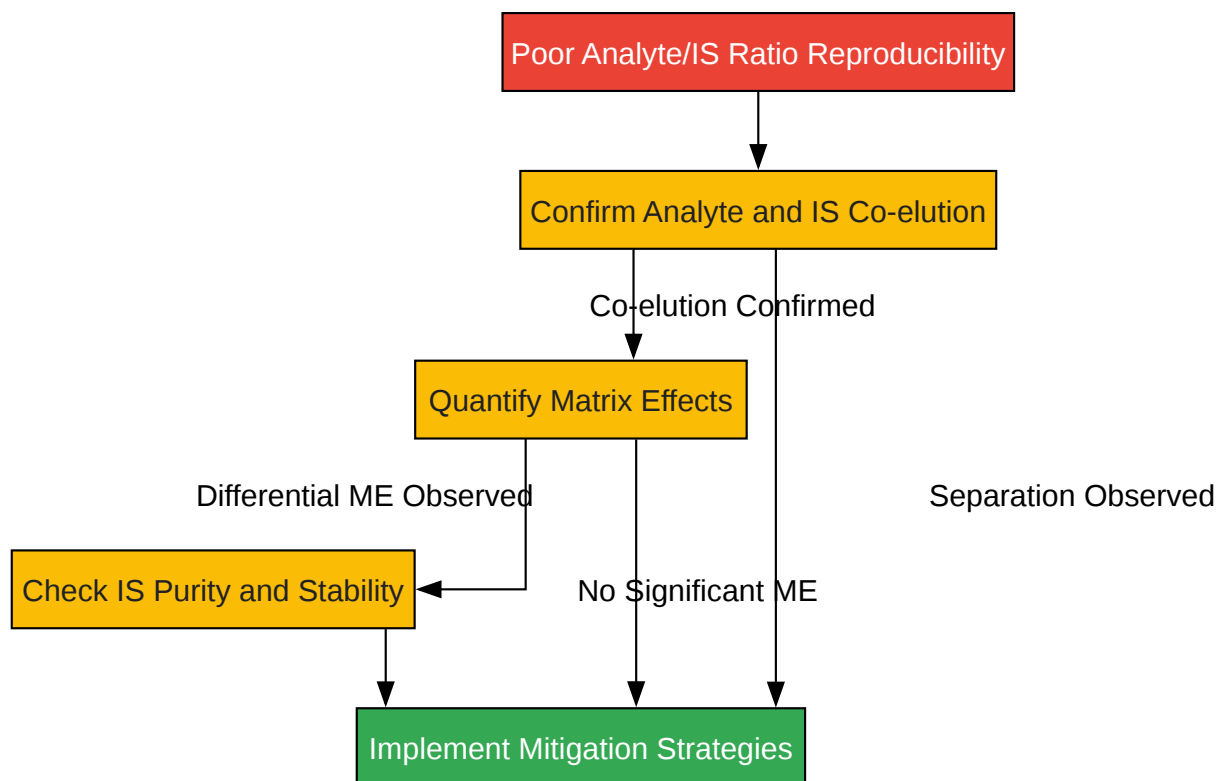 Poor Analyte/IS Ratio Reproducibility
Confirm Analyte and IS Co-elution
Co-elution Confirmed
Quantify Matrix Effects
Differential ME Observed
Separation Observed
Check IS Purity and Stability
No Significant ME
Implement Mitigation Strategies